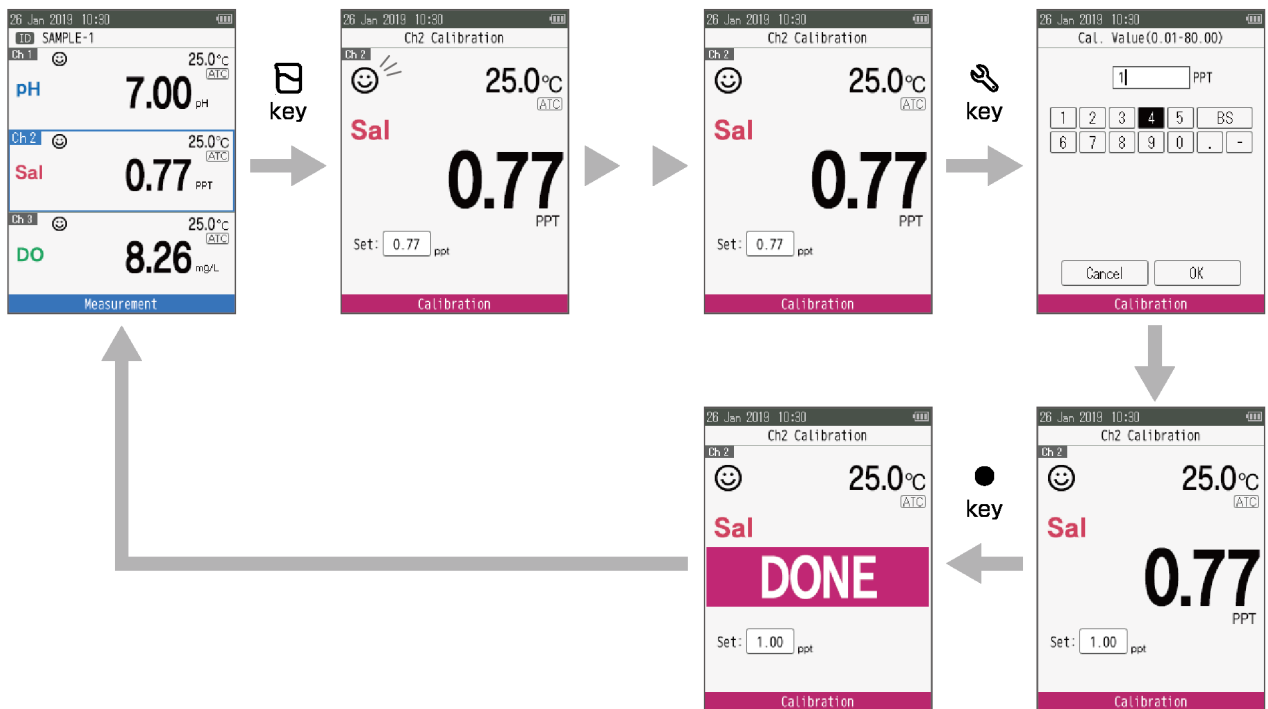 26 Jan 2019 10:30
ID SAMPLE-1
Ch 1
25.0°C
ATC
pH
7.00 pH
Ch 2
25.0°C
ATC
Sal
0.77 PPT
Ch 3
25.0°C
ATC
DO
8.26 mg/L
Measurement
key
26 Jan 2019 10:30
Ch2 Calibration
Ch 2
25.0°C
ATC
Sal
0.77
PPT
Set: 0.77 ppt
Calibration
26 Jan 2019 10:30
Ch2 Calibration
Ch 2
25.0°C
ATC
Sal
0.77
PPT
Set: 0.77 ppt
Calibration
key
26 Jan 2019 10:30
Cal. Value(0.01-80.00)
1 PPT
1 2 3 4 5 BS
6 7 8 9 0 . -
Cancel OK
Calibration
26 Jan 2019 10:30
Ch2 Calibration
Ch 2
25.0°C
ATC
Sal
0.77
PPT
Set: 1.00 ppt
Calibration
key
26 Jan 2019 10:30
Ch2 Calibration
Ch 2
25.0°C
ATC
Sal
DONE
Set: 1.00 ppt
Calibration